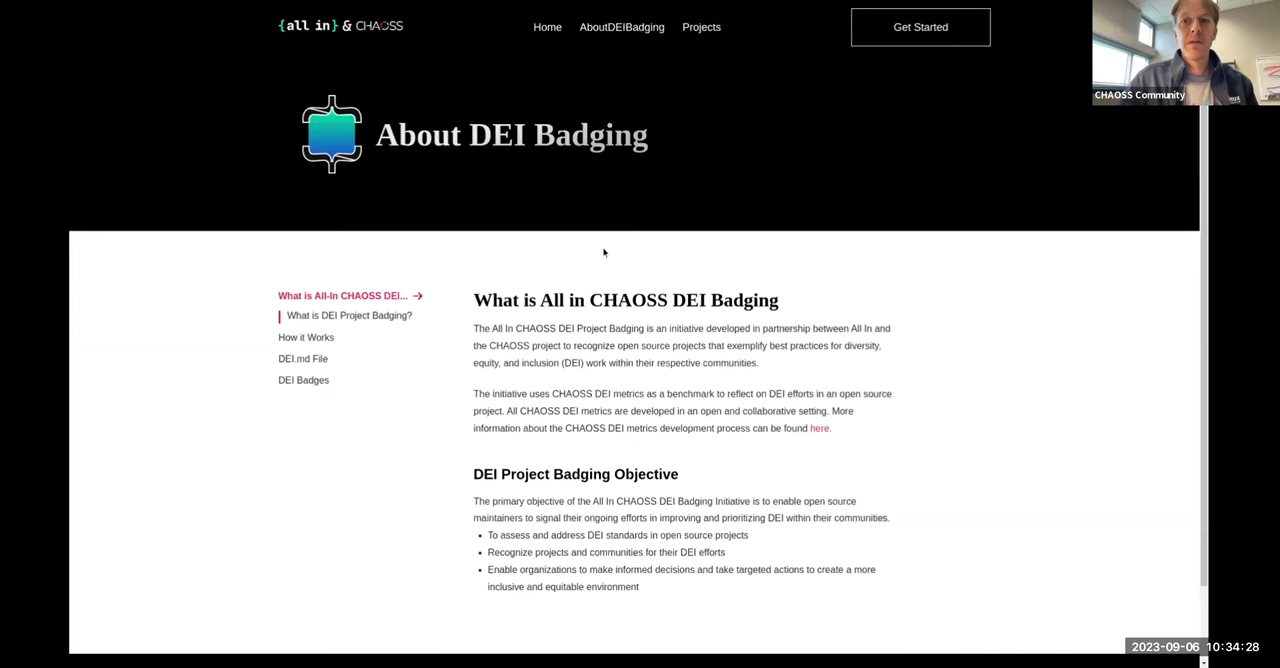 {all in} & CHAOSS
Home AboutDEIBadging Projects
Get Started
CHAOSS Community
About DEI Badging
What is All-In CHAOSS DEI...
What is DEI Project Badging?
How it Works
DEI.md File
DEI Badges
What is All in CHAOSS DEI Badging
The All In CHAOSS DEI Project Badging is an initiative developed in partnership between All In and
the CHAOSS project to recognize open source projects that exemplify best practices for diversity,
equity, and inclusion (DEI) work within their respective communities.
The initiative uses CHAOSS DEI metrics as a benchmark to reflect on DEI efforts in an open source
project. All CHAOSS DEI metrics are developed in an open and collaborative setting. More
information about the CHAOSS DEI metrics development process can be found here.
DEI Project Badging Objective
The primary objective of the All In CHAOSS DEI Badging Initiative is to enable open source
maintainers to signal their ongoing efforts in improving and prioritizing DEI within their communities.
• To assess and address DEI standards in open source projects
• Recognize projects and communities for their DEI efforts
• Enable organizations to make informed decisions and take targeted actions to create a more
inclusive and equitable environment
2023-09-06 10:34:28